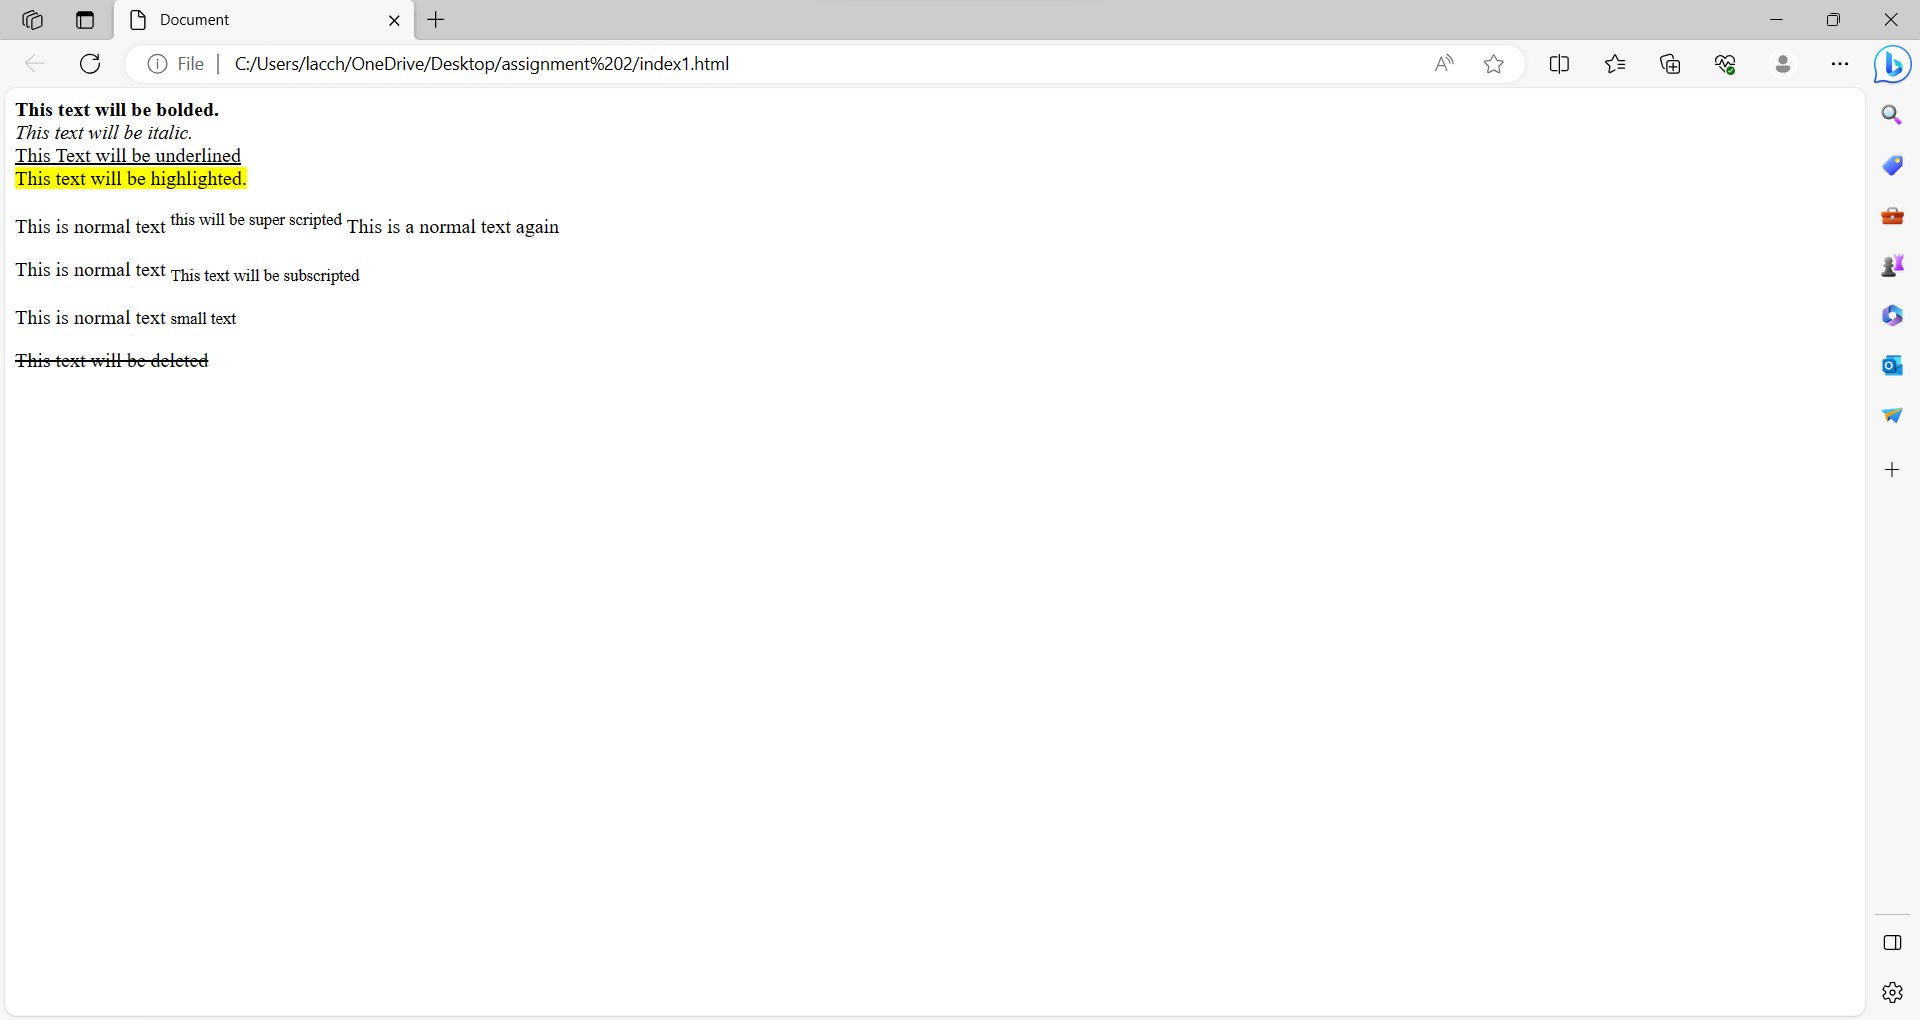 Document
File
C:/Users/lacch/OneDrive/Desktop/assignment%202/index1.html
This text will be bolded.
This text will be italic.
This Text will be underlined
This text will be highlighted.
This is normal text this will be super scripted This is a normal text again
This is normal text This text will be subscripted
This is normal text small text
This text will be deleted